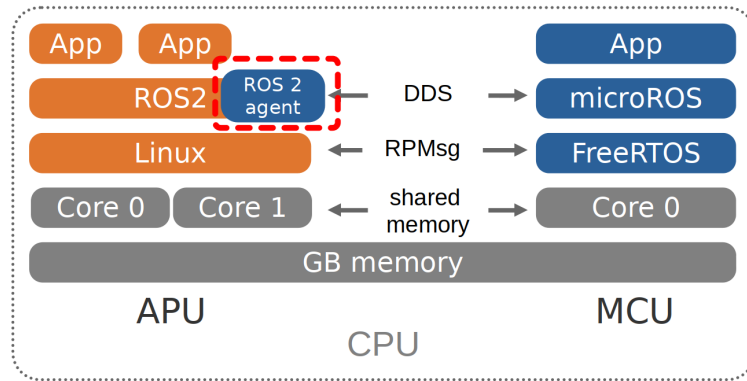 App App App
ROS2 ROS 2 agent DDS microROS
Linux RPMsg FreeRTOS
Core 0 Core 1 shared memory Core 0
GB memory
APU MCU
CPU